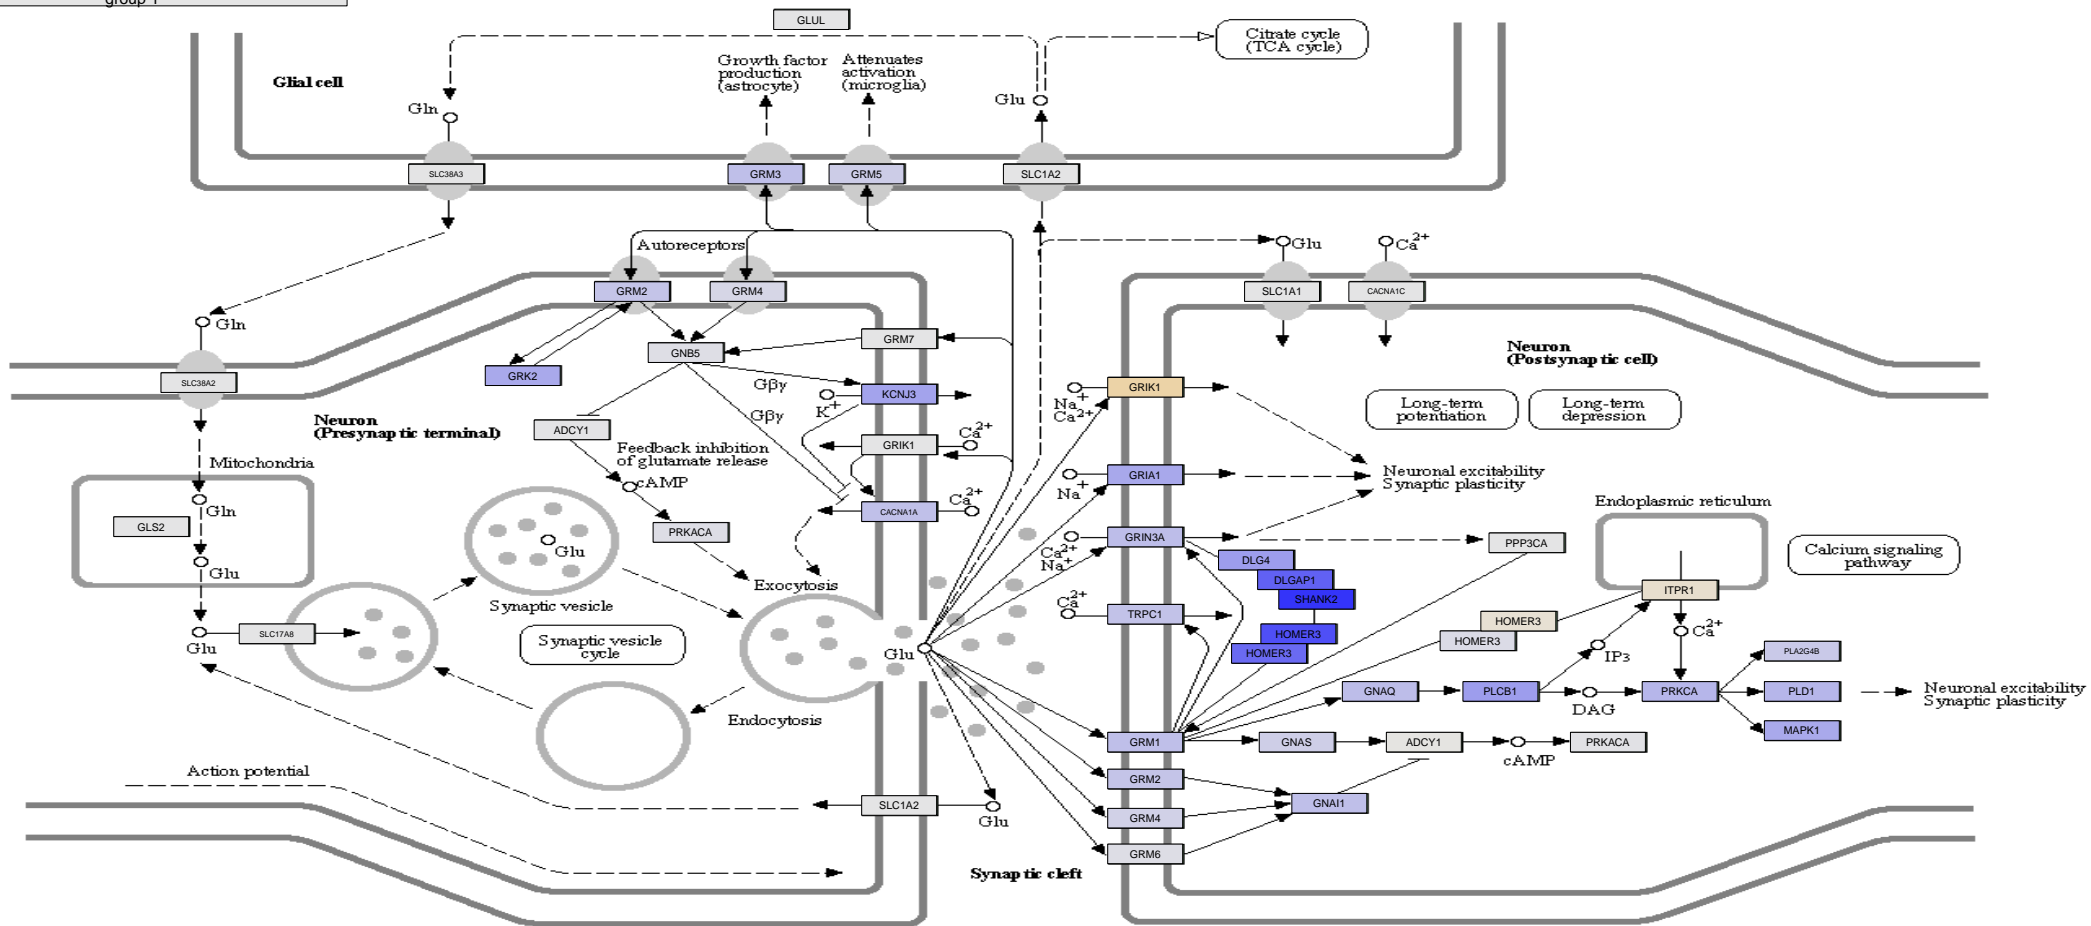 group 1
GLUL
Citrate cycle
(TCA cycle)
Growth factor
production
(astrocyte)
Attenuates
activation
(microglia)
Glial cell
Gln
Glu
SLC38A3
GRM3
GRM5
SLC1A2
Autoreceptors
Glu
Ca2+
GRM2
GRM4
SLC1A1
CACNA1C
Gln
GRM7
GNB5
Neuron
(Postsynaptic cell)
GRK2
SLC38A2
Gβγ
KCNJ3
K+
Gβγ
GRIK1
Na+
Ca2+
Long-term
potentiation
Long-term
depression
Neuron
(Presynaptic terminal)
ADCY1
GRIK1
Ca2+
Feedback inhibition
of glutamate release
Mitochondria
cAMP
GRIA1
Na+
Neuronal excitability
Synaptic plasticity
Gln
CACNA1A
Ca2+
Endoplasmic reticulum
GLS2
PRKACA
Glu
GRIN3A
Ca2+
Na+
PPP3CA
DLG4
Calcium signaling
pathway
Glu
Exocytosis
DLGAP1
SHANK2
ITPR1
Synaptic vesicle
Ca2+
TRPC1
HOMER3
HOMER3
HOMER3
HOMER3
Ca2+
SLC17A8
Glu
Synaptic vesicle
cycle
Glu
IP3
PLA2G4B
GNAQ
PLCB1
DAG
PRKCA
PLD1
Neuronal excitability
Synaptic plasticity
Endocytosis
MAPK1
GRM1
GNAS
ADCY1
cAMP
PRKACA
Action potential
GRM2
SLC1A2
Glu
GNAI1
GRM4
GRM6
Synaptic cleft